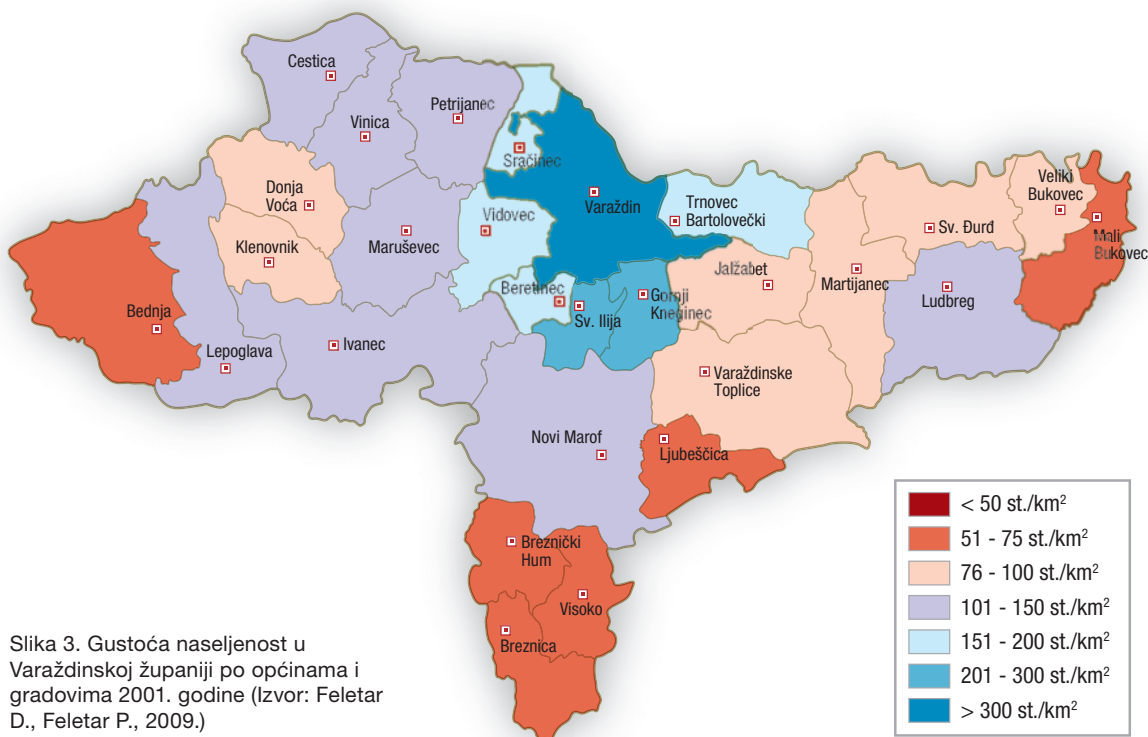 Cestica
Petrijanec
Vinica
Sračinec
Donja
Voća
Varaždin
Trnovec
Bartolovečki
Veliki
Bukovec
Sv. Đurđ
Mali
Bukovec
Vidovec
Maruševec
Klenovnik
Jalžabet
Martijanec
Ludbreg
Beretinec
Sv. Ilija
Gornji
Kneginec
Bednja
Lepoglava
Ivanec
Varaždinske
Toplice
Novi Marof
Ljubeščica
Breznički
Hum
Visoko
Breznica
< 50 st./km²
51 - 75 st./km²
76 - 100 st./km²
101 - 150 st./km²
151 - 200 st./km²
201 - 300 st./km²
> 300 st./km²
Slika 3. Gustoća naseljenost u
Varaždinskoj županiji po općinama i
gradovima 2001. godine (Izvor: Feletar
D., Feletar P., 2009.)